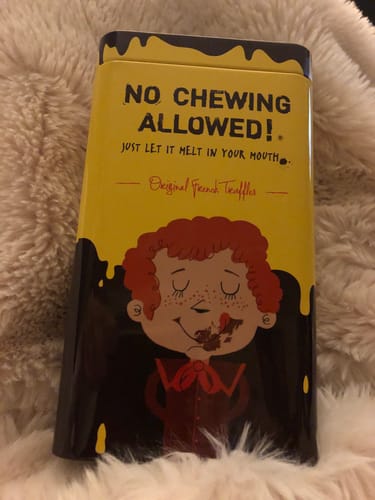 NO CHEWING
ALLOWED!
JUST LET IT MELT IN YOUR MOUTH...
Original French Truffles